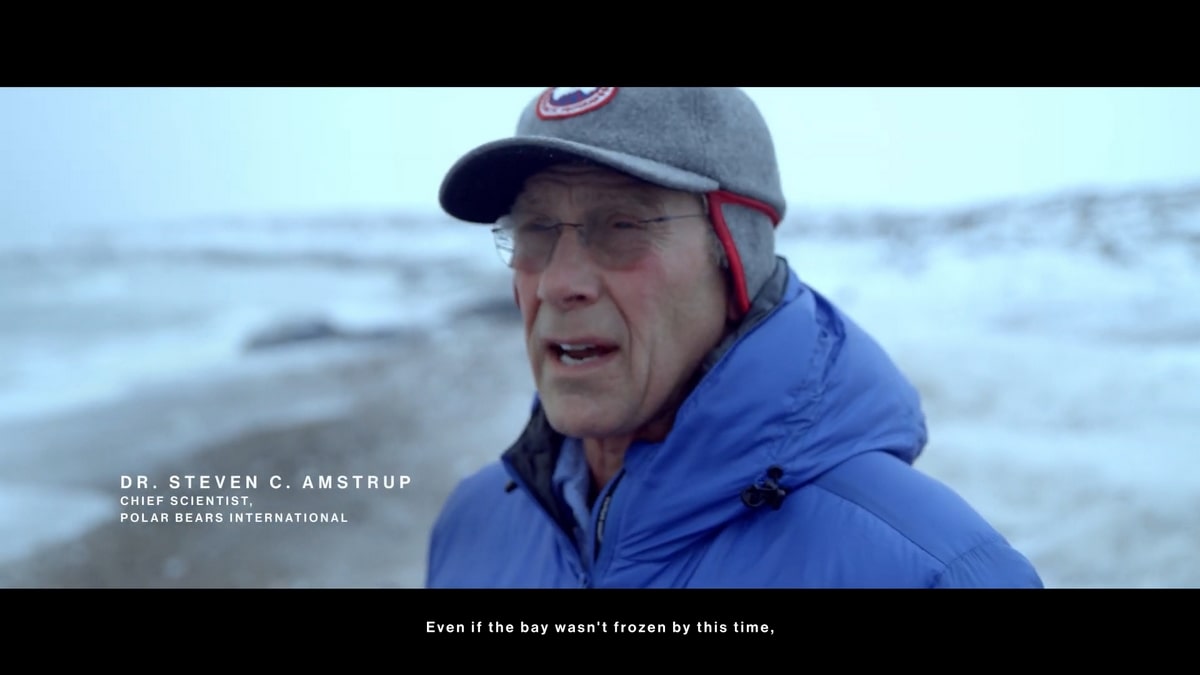 DR. STEVEN C. AMSTRUP
CHIEF SCIENTIST,
POLAR BEARS INTERNATIONAL
Even if the bay wasn't frozen by this time,